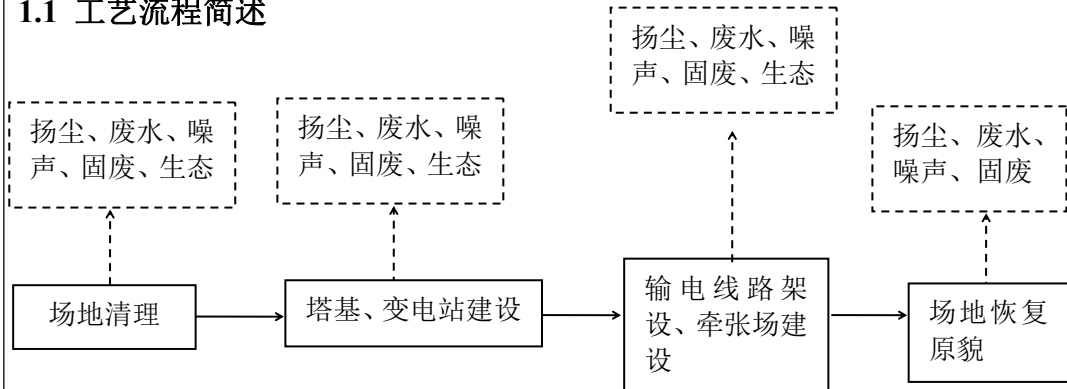 1.1 工艺流程简述
扬尘、废水、噪
声、固废、生态
扬尘、废水、噪
声、固废、生态
扬尘、废水、噪
声、固废、生态
扬尘、废水、
噪声、固废
场地清理
塔基、变电站建设
输电线路架
设、牵张场建
设
场地恢复
原貌